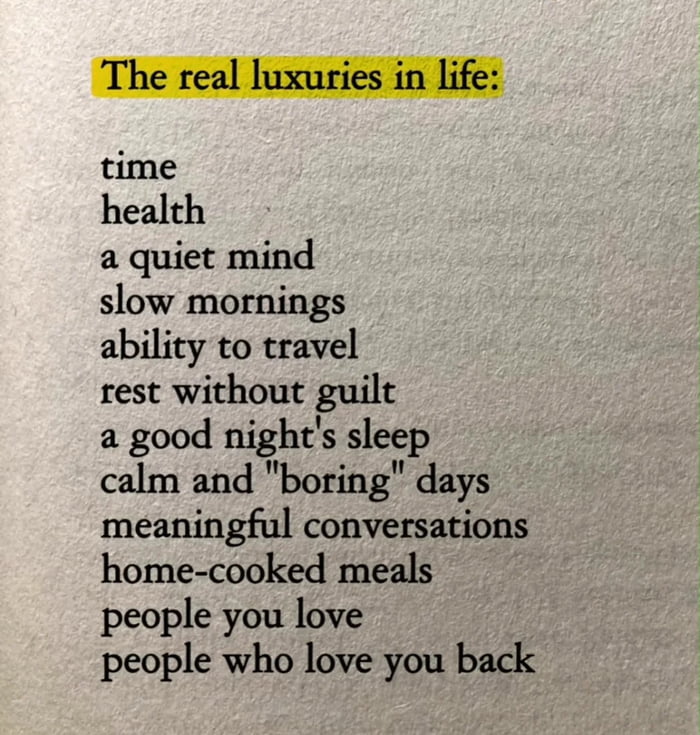 The real luxuries in life:
time
health
a quiet mind
slow mornings
ability to travel
rest without guilt
a good night's sleep
calm and "boring" days
meaningful conversations
home-cooked meals
people you love
people who love you back